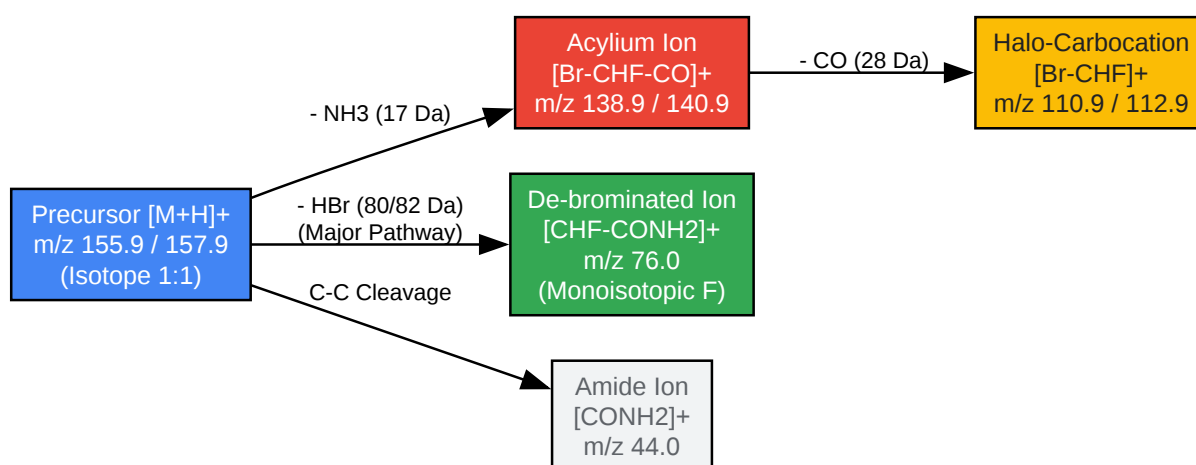 Acylium Ion
[Br-CHF-CO]+
m/z 138.9 / 140.9
- CO (28 Da)
Halo-Carbocation
[Br-CHF]+
m/z 110.9 / 112.9
- NH3 (17 Da)
Precursor [M+H]+
m/z 155.9 / 157.9
(Isotope 1:1)
- HBr (80/82 Da)
(Major Pathway)
De-brominated Ion
[CHF-CONH2]+
m/z 76.0
(Monoisotopic F)
C-C Cleavage
Amide Ion
[CONH2]+
m/z 44.0